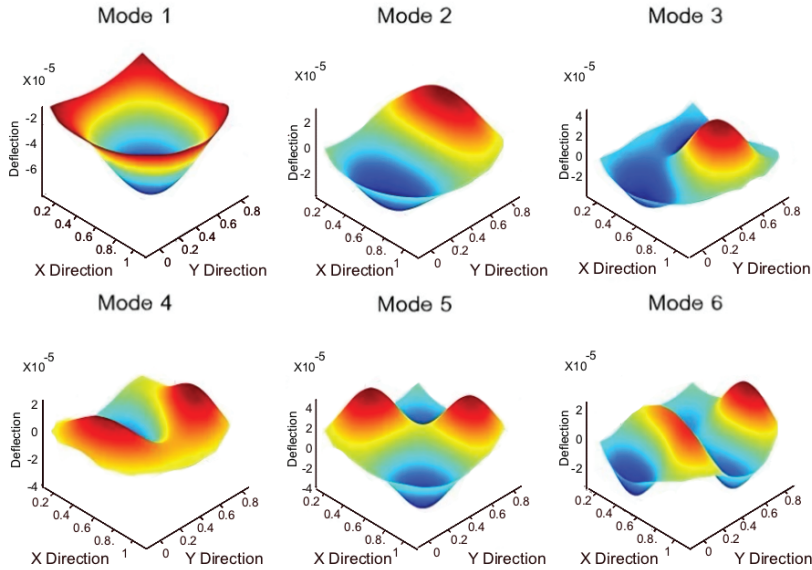 Mode 1
X10 -5
-2
-4
-6
Deflection
0.2
0.4
0.6
0.8.
1
0
0.2
0.4
0.6
0.8
X Direction
Y Direction
Mode 2
X10 -5
2
0
-2
Deflection
0.2
0.4
0.6
0.8.
1
0
0.2
0.4
0.6
0.8
X Direction
Y Direction
Mode 3
X10 -5
4
2
0
-2
Deflection
0.2
0.4
0.6
0.8.
1
0
0.2
0.4
0.6
0.8
X Direction
Y Direction
Mode 4
X10 -5
2
0
-2
-4
Deflection
0.2
0.4
0.6
0.8.
1
0
0.2
0.4
0.6
0.8
X Direction
Y Direction
Mode 5
X10 -5
4
2
0
-2
-4
Deflection
0.2
0.4
0.6
0.8.
1
0
0.2
0.4
0.6
0.8
X Direction
Y Direction
Mode 6
X10 -5
2
0
-2
Deflection
0.2
0.4
0.6
0.8.
1
0
0.2
0.4
0.6
0.8
X Direction
Y Direction